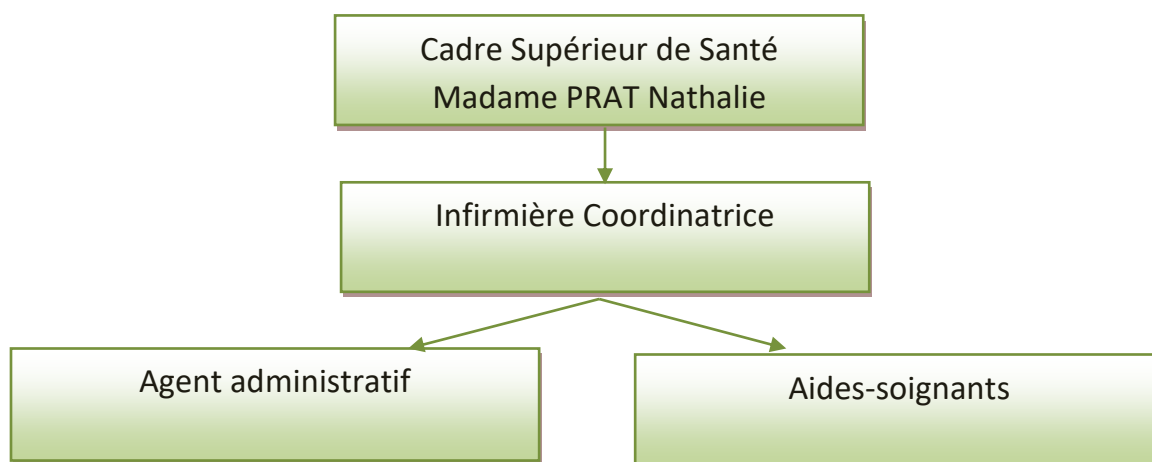 Cadre Supérieur de Santé
Madame PRAT Nathalie
Infirmière Coordinatrice
Agent administratif
Aides-soignants